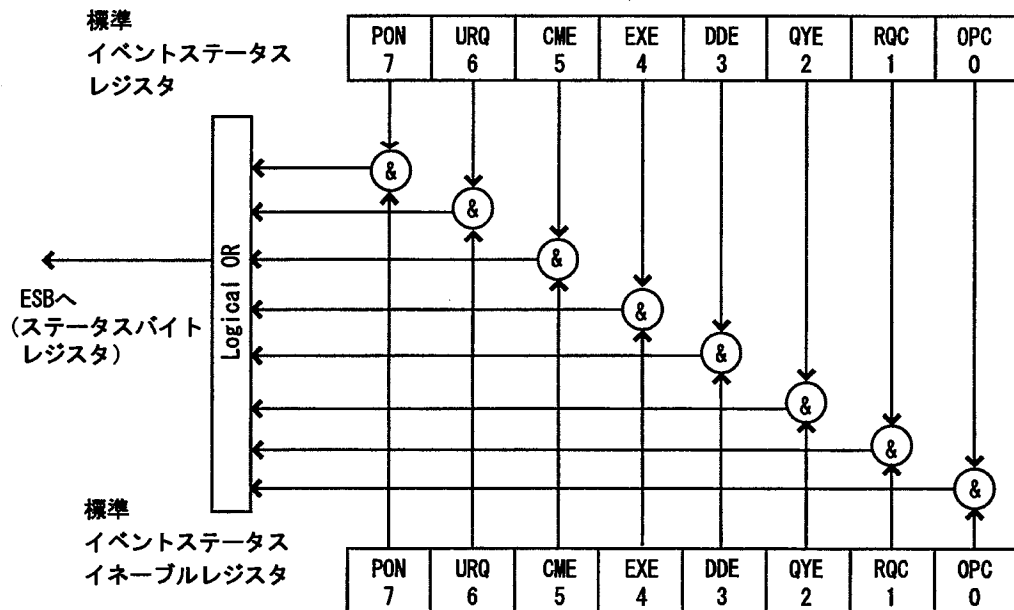 標準
イベントステータス
レジスタ
PON URQ CME EXE DDE QYE RQC OPC
7 6 5 4 3 2 1 0
&
&
&
&
&
&
&
&
Logical OR
ESBへ
(ステータスバイト
レジスタ)
標準
イベントステータス
イネーブルレジスタ
PON URQ CME EXE DDE QYE RQC OPC
7 6 5 4 3 2 1 0